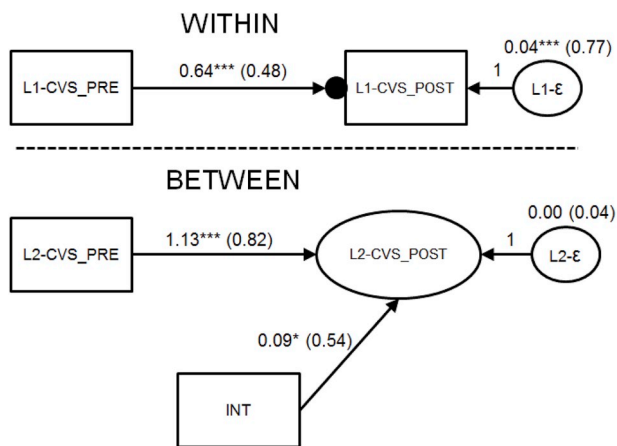 WITHIN
0.04*** (0.77)
L1-CVS_PRE
0.64*** (0.48)
L1-CVS_POST
1
L1-ε
BETWEEN
0.00 (0.04)
L2-CVS_PRE
1.13*** (0.82)
L2-CVS_POST
1
L2-ε
0.09* (0.54)
INT